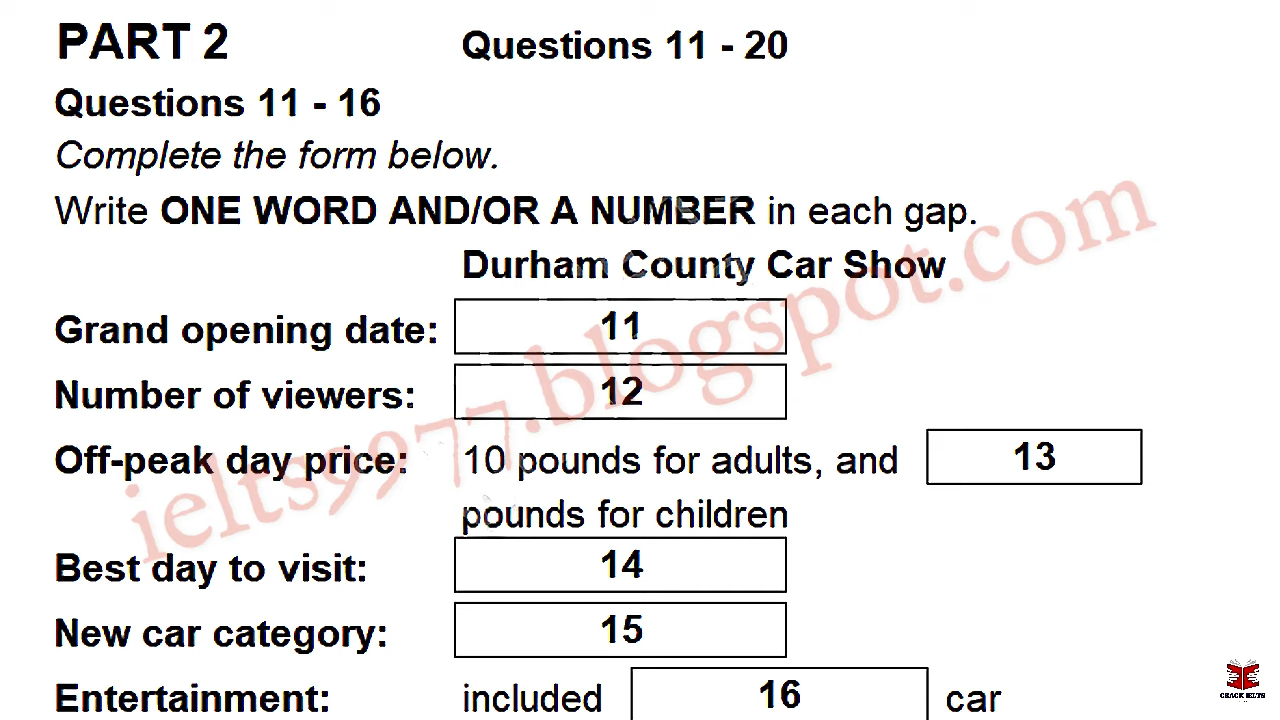 PART 2 Questions 11 - 20
Questions 11 - 16
Complete the form below.
Write ONE WORD AND/OR A NUMBER in each gap.
Durham County Car Show
Grand opening date: 11
Number of viewers: 12
Off-peak day price: 10 pounds for adults, and 13
pounds for children
Best day to visit: 14
New car category: 15
Entertainment: included 16 car
ielts9977.blogspot.com
CRACK IELTS